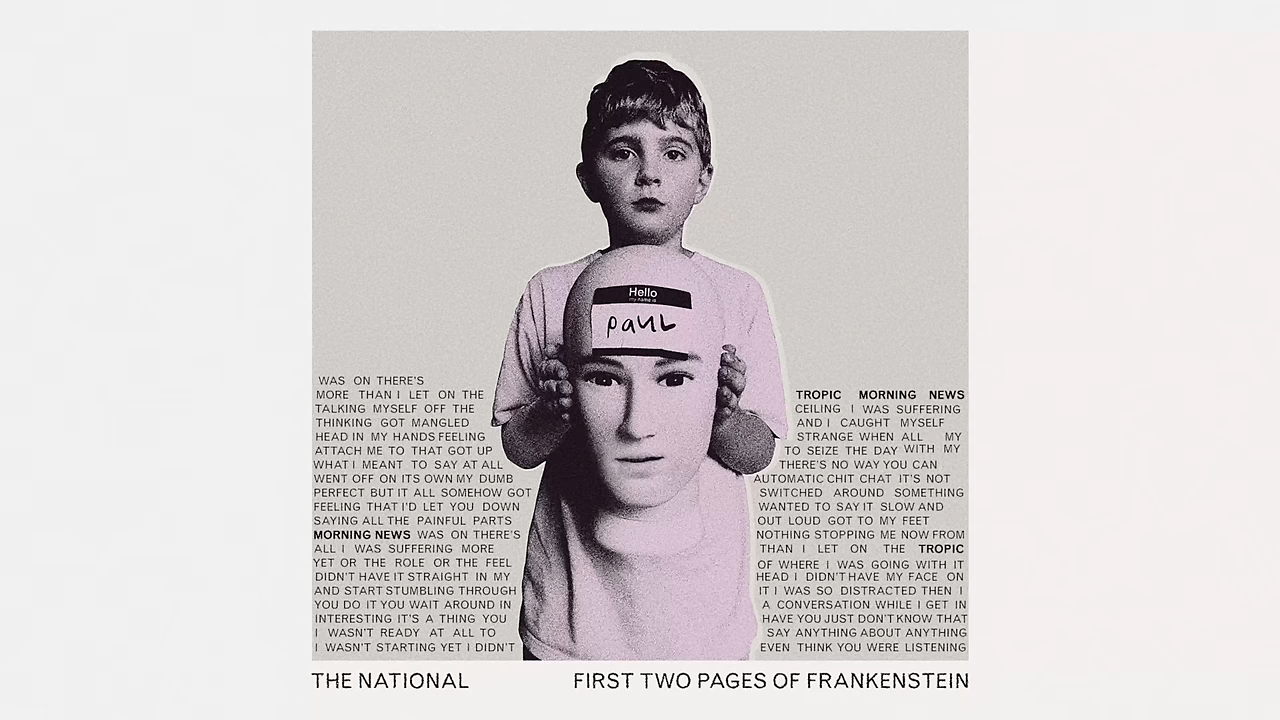 Hello
my name is
paul
WAS ON THERE'S
MORE THAN I LET ON THE
TALKING MYSELF OFF THE
THINKING GOT MANGLED
HEAD IN MY HANDS FEELING
ATTACH ME TO THAT GOT UP
WHAT I MEANT TO SAY AT ALL
WENT OFF ON ITS OWN MY DUMB
PERFECT BUT IT ALL SOMEHOW GOT
FEELING THAT I'D LET YOU DOWN
SAYING ALL THE PAINFUL PARTS
MORNING NEWS WAS ON THERE'S
ALL I WAS SUFFERING MORE
YET OR THE ROLE OR THE FEEL
DIDN'T HAVE IT STRAIGHT IN MY
AND START STUMBLING THROUGH
YOU DO IT YOU WAIT AROUND IN
INTERESTING IT'S A THING YOU
I WASN'T READY AT ALL TO
I WASN'T STARTING YET I DIDN'T
TROPIC MORNING NEWS
CEILING I WAS SUFFERING
AND I CAUGHT MYSELF
STRANGE WHEN ALL MY
TO SEIZE THE DAY WITH MY
THERE'S NO WAY YOU CAN
AUTOMATIC CHIT CHAT IT'S NOT
SWITCHED AROUND SOMETHING
WANTED TO SAY IT SLOW AND
OUT LOUD GOT TO MY FEET
NOTHING STOPPING ME NOW FROM
THAN I LET ON THE TROPIC
OF WHERE I WAS GOING WITH IT
HEAD I DIDN'T HAVE MY FACE ON
IT I WAS SO DISTRACTED THEN I
A CONVERSATION WHILE I GET IN
HAVE YOU JUST DON'T KNOW THAT
SAY ANYTHING ABOUT ANYTHING
EVEN THINK YOU WERE LISTENING
THE NATIONAL
FIRST TWO PAGES OF FRANKENSTEIN